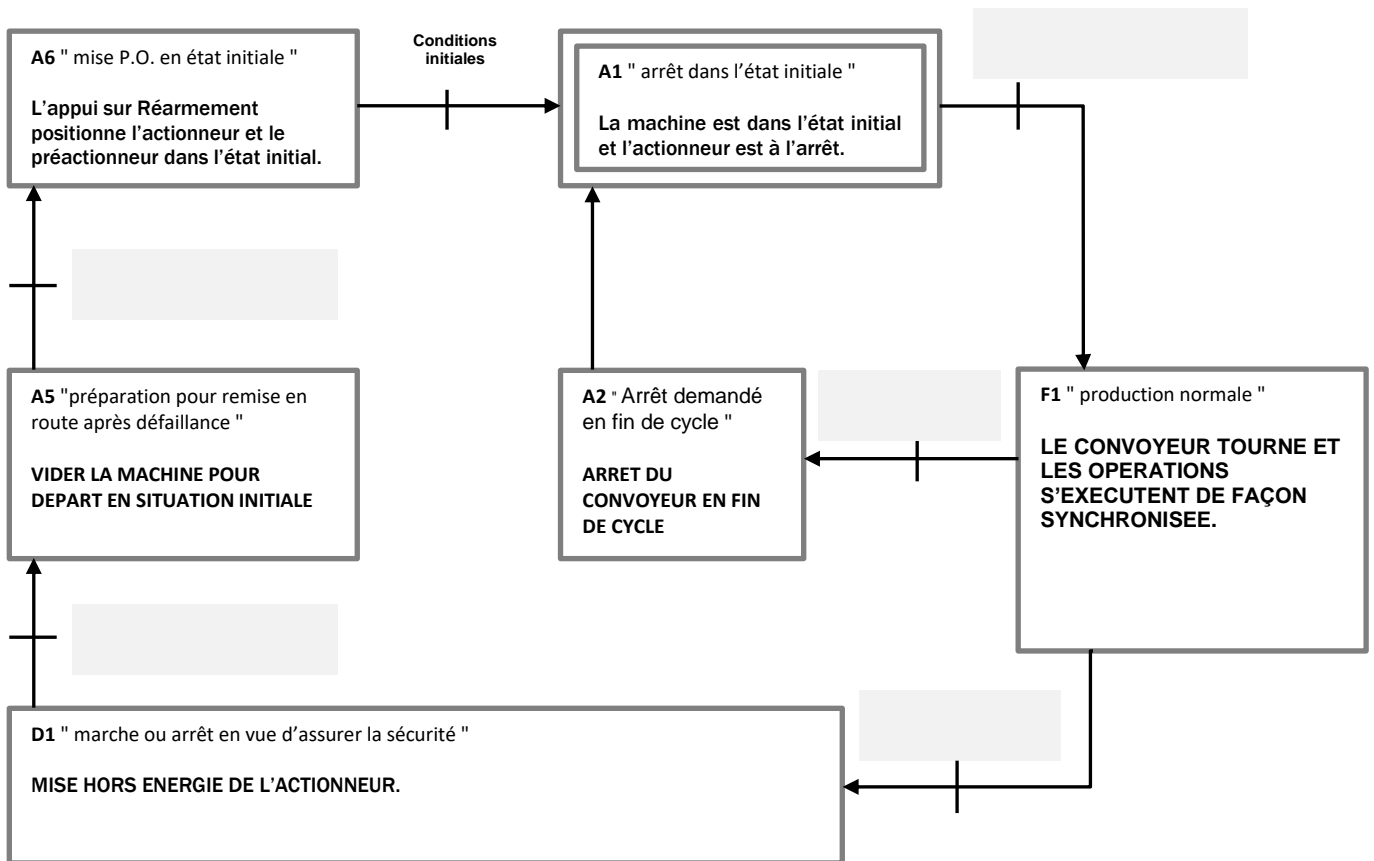 A6 " mise P.O. en état initiale "
L'appui sur Réarmement
positionne l'actionneur et le
préactionneur dans l'état initial.
Conditions
initiales
A1 " arrêt dans l'état initiale "
La machine est dans l'état initial
et l'actionneur est à l'arrêt.
A5 "préparation pour remise en
route après défaillance "
VIDER LA MACHINE POUR
DEPART EN SITUATION INITIALE
A2 " Arrêt demandé
en fin de cycle "
ARRET DU
CONVOYEUR EN FIN
DE CYCLE
F1 " production normale "
LE CONVOYEUR TOURNE ET
LES OPERATIONS
S'EXECUTENT DE FAÇON
SYNCHRONISEE.
D1 " marche ou arrêt en vue d'assurer la sécurité "
MISE HORS ENERGIE DE L'ACTIONNEUR.